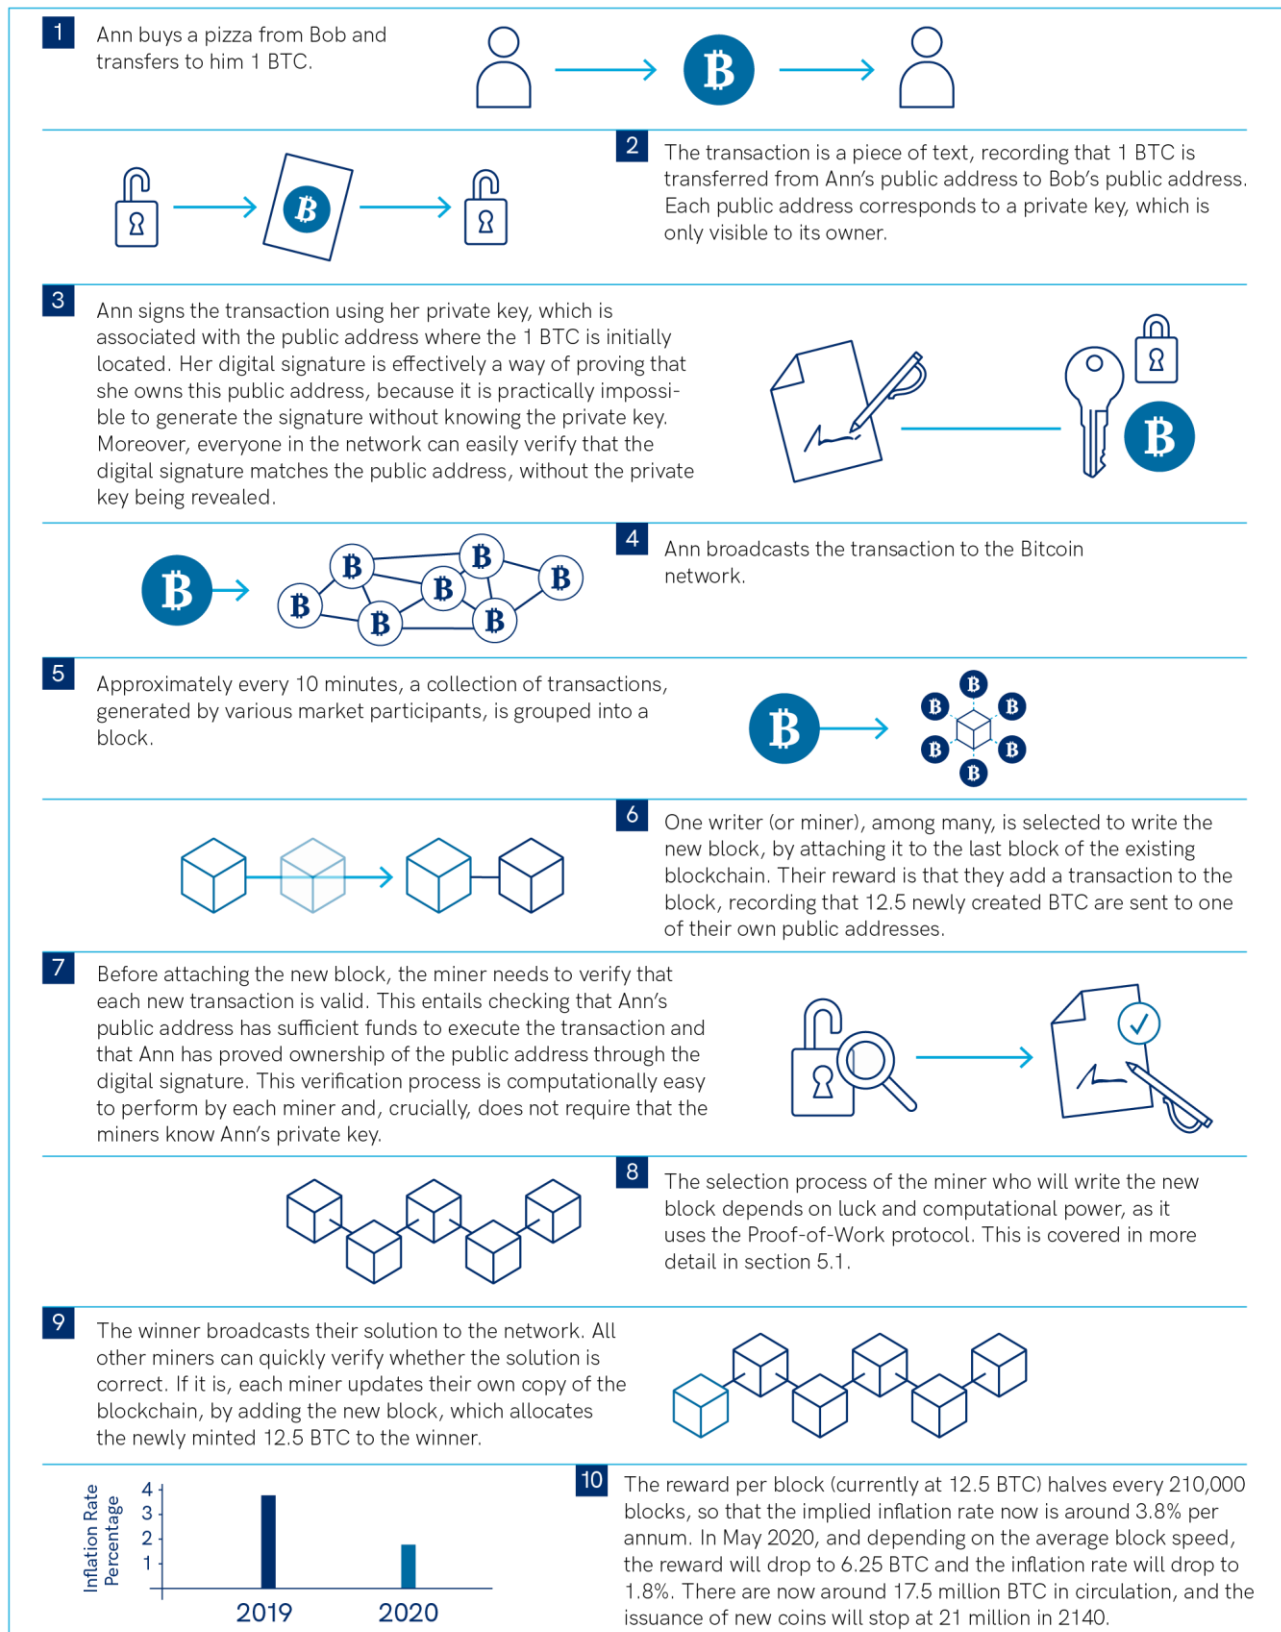 1
Ann buys a pizza from Bob and
transfers to him 1 BTC.
2
The transaction is a piece of text, recording that 1 BTC is
transferred from Ann's public address to Bob's public address.
Each public address corresponds to a private key, which is
only visible to its owner.
3
Ann signs the transaction using her private key, which is
associated with the public address where the 1 BTC is initially
located. Her digital signature is effectively a way of proving that
she owns this public address, because it is practically impossi-
ble to generate the signature without knowing the private key.
Moreover, everyone in the network can easily verify that the
digital signature matches the public address, without the private
key being revealed.
4
Ann broadcasts the transaction to the Bitcoin
network.
5
Approximately every 10 minutes, a collection of transactions,
generated by various market participants, is grouped into a
block.
6
One writer (or miner), among many, is selected to write the
new block, by attaching it to the last block of the existing
blockchain. Their reward is that they add a transaction to the
block, recording that 12.5 newly created BTC are sent to one
of their own public addresses.
7
Before attaching the new block, the miner needs to verify that
each new transaction is valid. This entails checking that Ann's
public address has sufficient funds to execute the transaction and
that Ann has proved ownership of the public address through the
digital signature. This verification process is computationally easy
to perform by each miner and, crucially, does not require that the
miners know Ann's private key.
8
The selection process of the miner who will write the new
block depends on luck and computational power, as it
uses the Proof-of-Work protocol. This is covered in more
detail in section 5.1.
9
The winner broadcasts their solution to the network. All
other miners can quickly verify whether the solution is
correct. If it is, each miner updates their own copy of the
blockchain, by adding the new block, which allocates
the newly minted 12.5 BTC to the winner.
Inflation Rate
Percentage
4
3
2
1
2019 2020
10
The reward per block (currently at 12.5 BTC) halves every 210,000
blocks, so that the implied inflation rate now is around 3.8% per
annum. In May 2020, and depending on the average block speed,
the reward will drop to 6.25 BTC and the inflation rate will drop to
1.8%. There are now around 17.5 million BTC in circulation, and the
issuance of new coins will stop at 21 million in 2140.